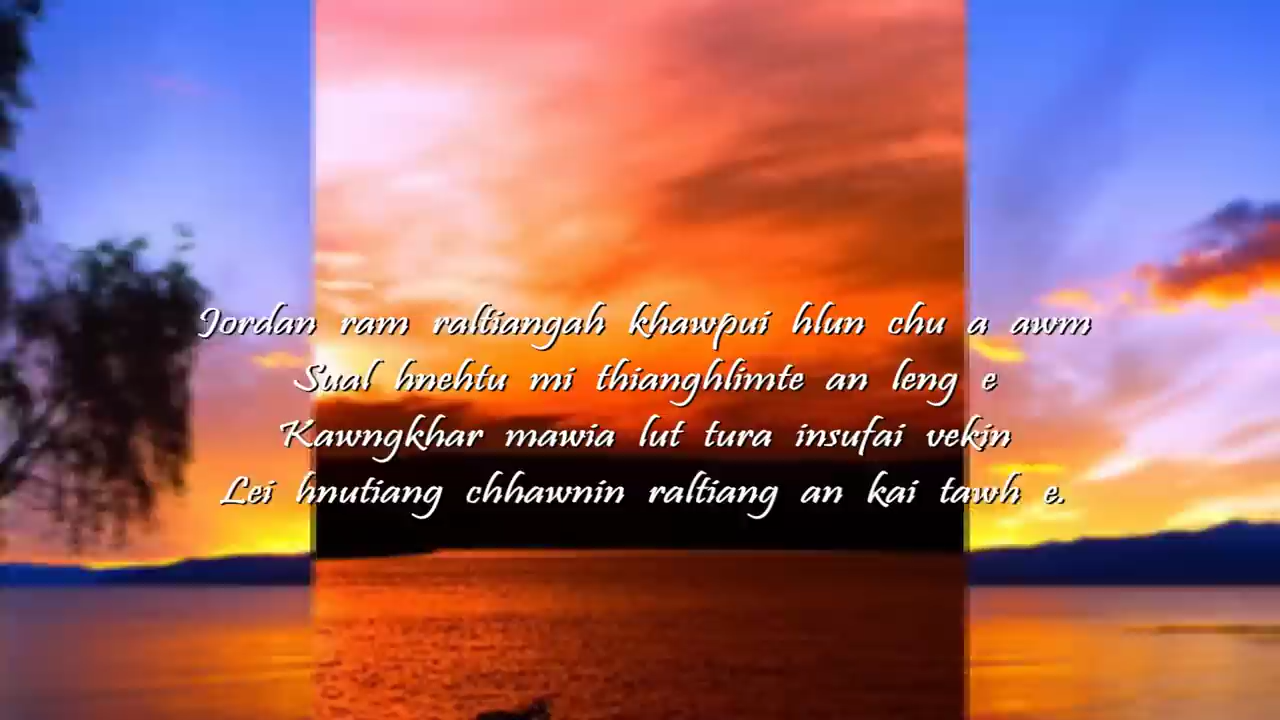 Jordan ram raltiangah khawpui hlun chu a awm
Sual hnehtu mi thianghlimte an leng e
Kawngkhar mawia lut tura insufai vekin
Lei hnutiang chhawnin raltiang an kai tawh e.